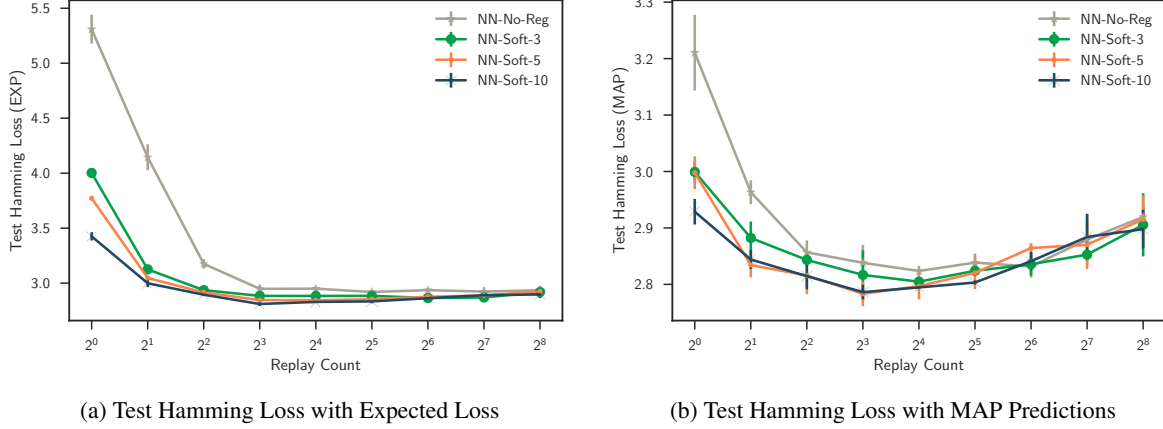 5.5
5.0
4.5
4.0
3.5
3.0
Test Hamming Loss (EXP)
NN-No-Reg
NN-Soft-3
NN-Soft-5
NN-Soft-10
2⁰ 2¹ 2² 2³ 2⁴ 2⁵ 2⁶ 2⁷ 2⁸
Replay Count
(a) Test Hamming Loss with Expected Loss
3.3
3.2
3.1
3.0
2.9
2.8
Test Hamming Loss (MAP)
NN-No-Reg
NN-Soft-3
NN-Soft-5
NN-Soft-10
2⁰ 2¹ 2² 2³ 2⁴ 2⁵ 2⁶ 2⁷ 2⁸
Replay Count
(b) Test Hamming Loss with MAP Predictions